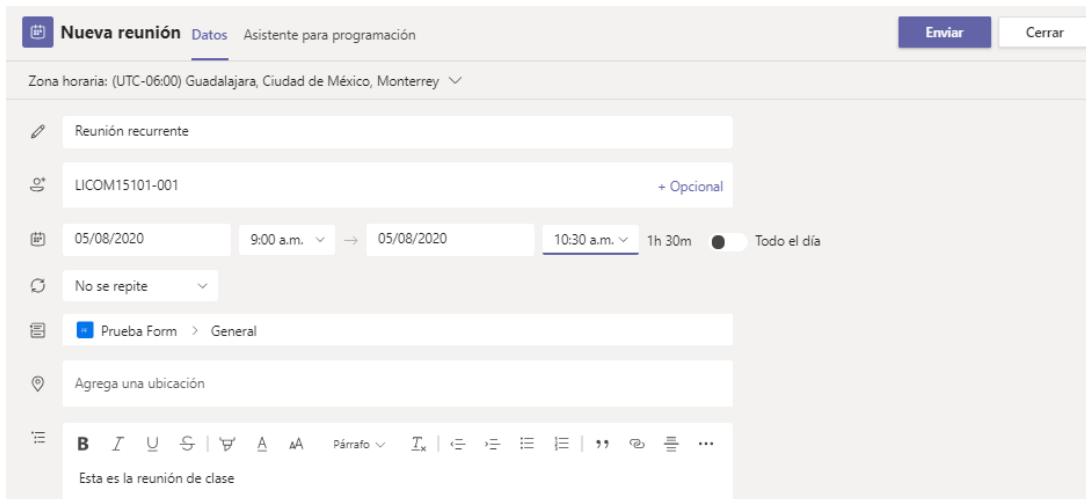 Nueva reunión Datos Asistente para programación Enviar Cerrar
Zona horaria: (UTC-06:00) Guadalajara, Ciudad de México, Monterrey
Reunión recurrente
LICOM15101-001 + Opcional
05/08/2020 9:00 a.m. → 05/08/2020 10:30 a.m. 1h 30m Todo el día
No se repite
Prueba Form > General
Agrega una ubicación
B I U S A AA Párrafo Tx
Esta es la reunión de clase